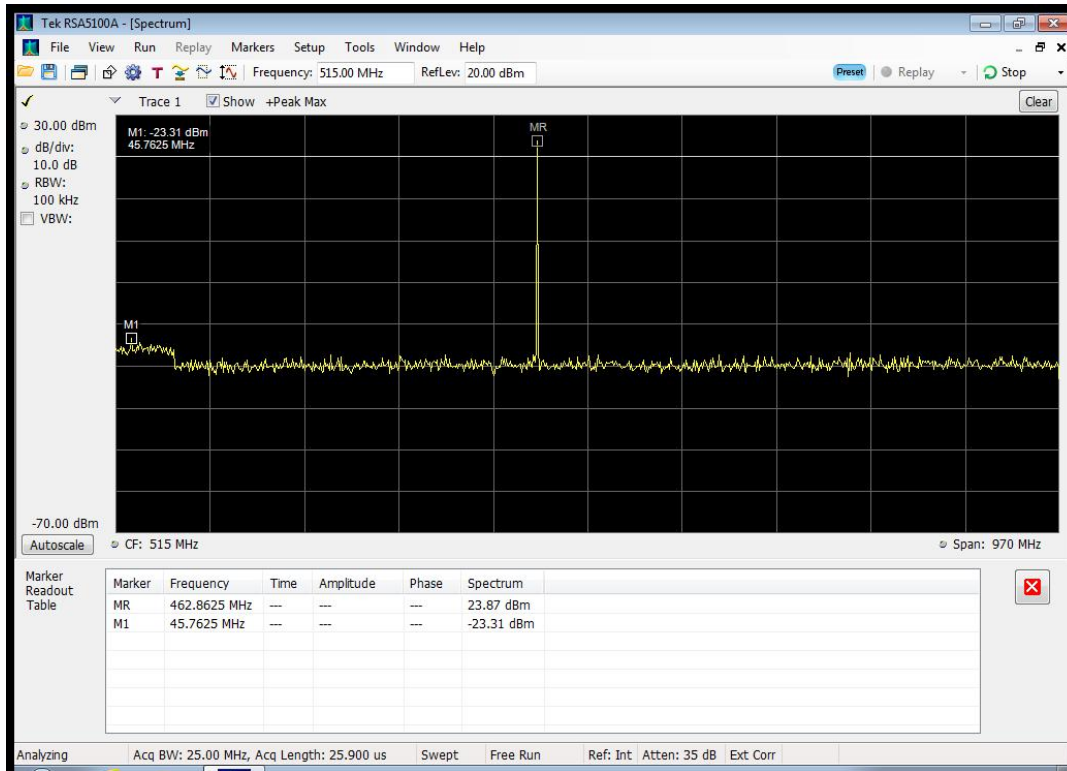 Tek RSA5100A - [Spectrum]
File View Run Replay Markers Setup Tools Window Help
Frequency: 515.00 MHz RefLev: 20.00 dBm Preset Replay Stop
Trace 1 Show +Peak Max Clear
30.00 dBm
dB/div:
10.0 dB
RBW:
100 kHz
VBW:
M1: -23.31 dBm
45.7625 MHz
MR
M1
-70.00 dBm
Autoscale CF: 515 MHz Span: 970 MHz
Marker
Readout
Table
Marker Frequency Time Amplitude Phase Spectrum
MR 462.8625 MHz --- --- --- 23.87 dBm
M1 45.7625 MHz --- --- --- -23.31 dBm
Analyzing Acq BW: 25.00 MHz, Acq Length: 25.900 us Swept Free Run Ref: Int Atten: 35 dB Ext Corr